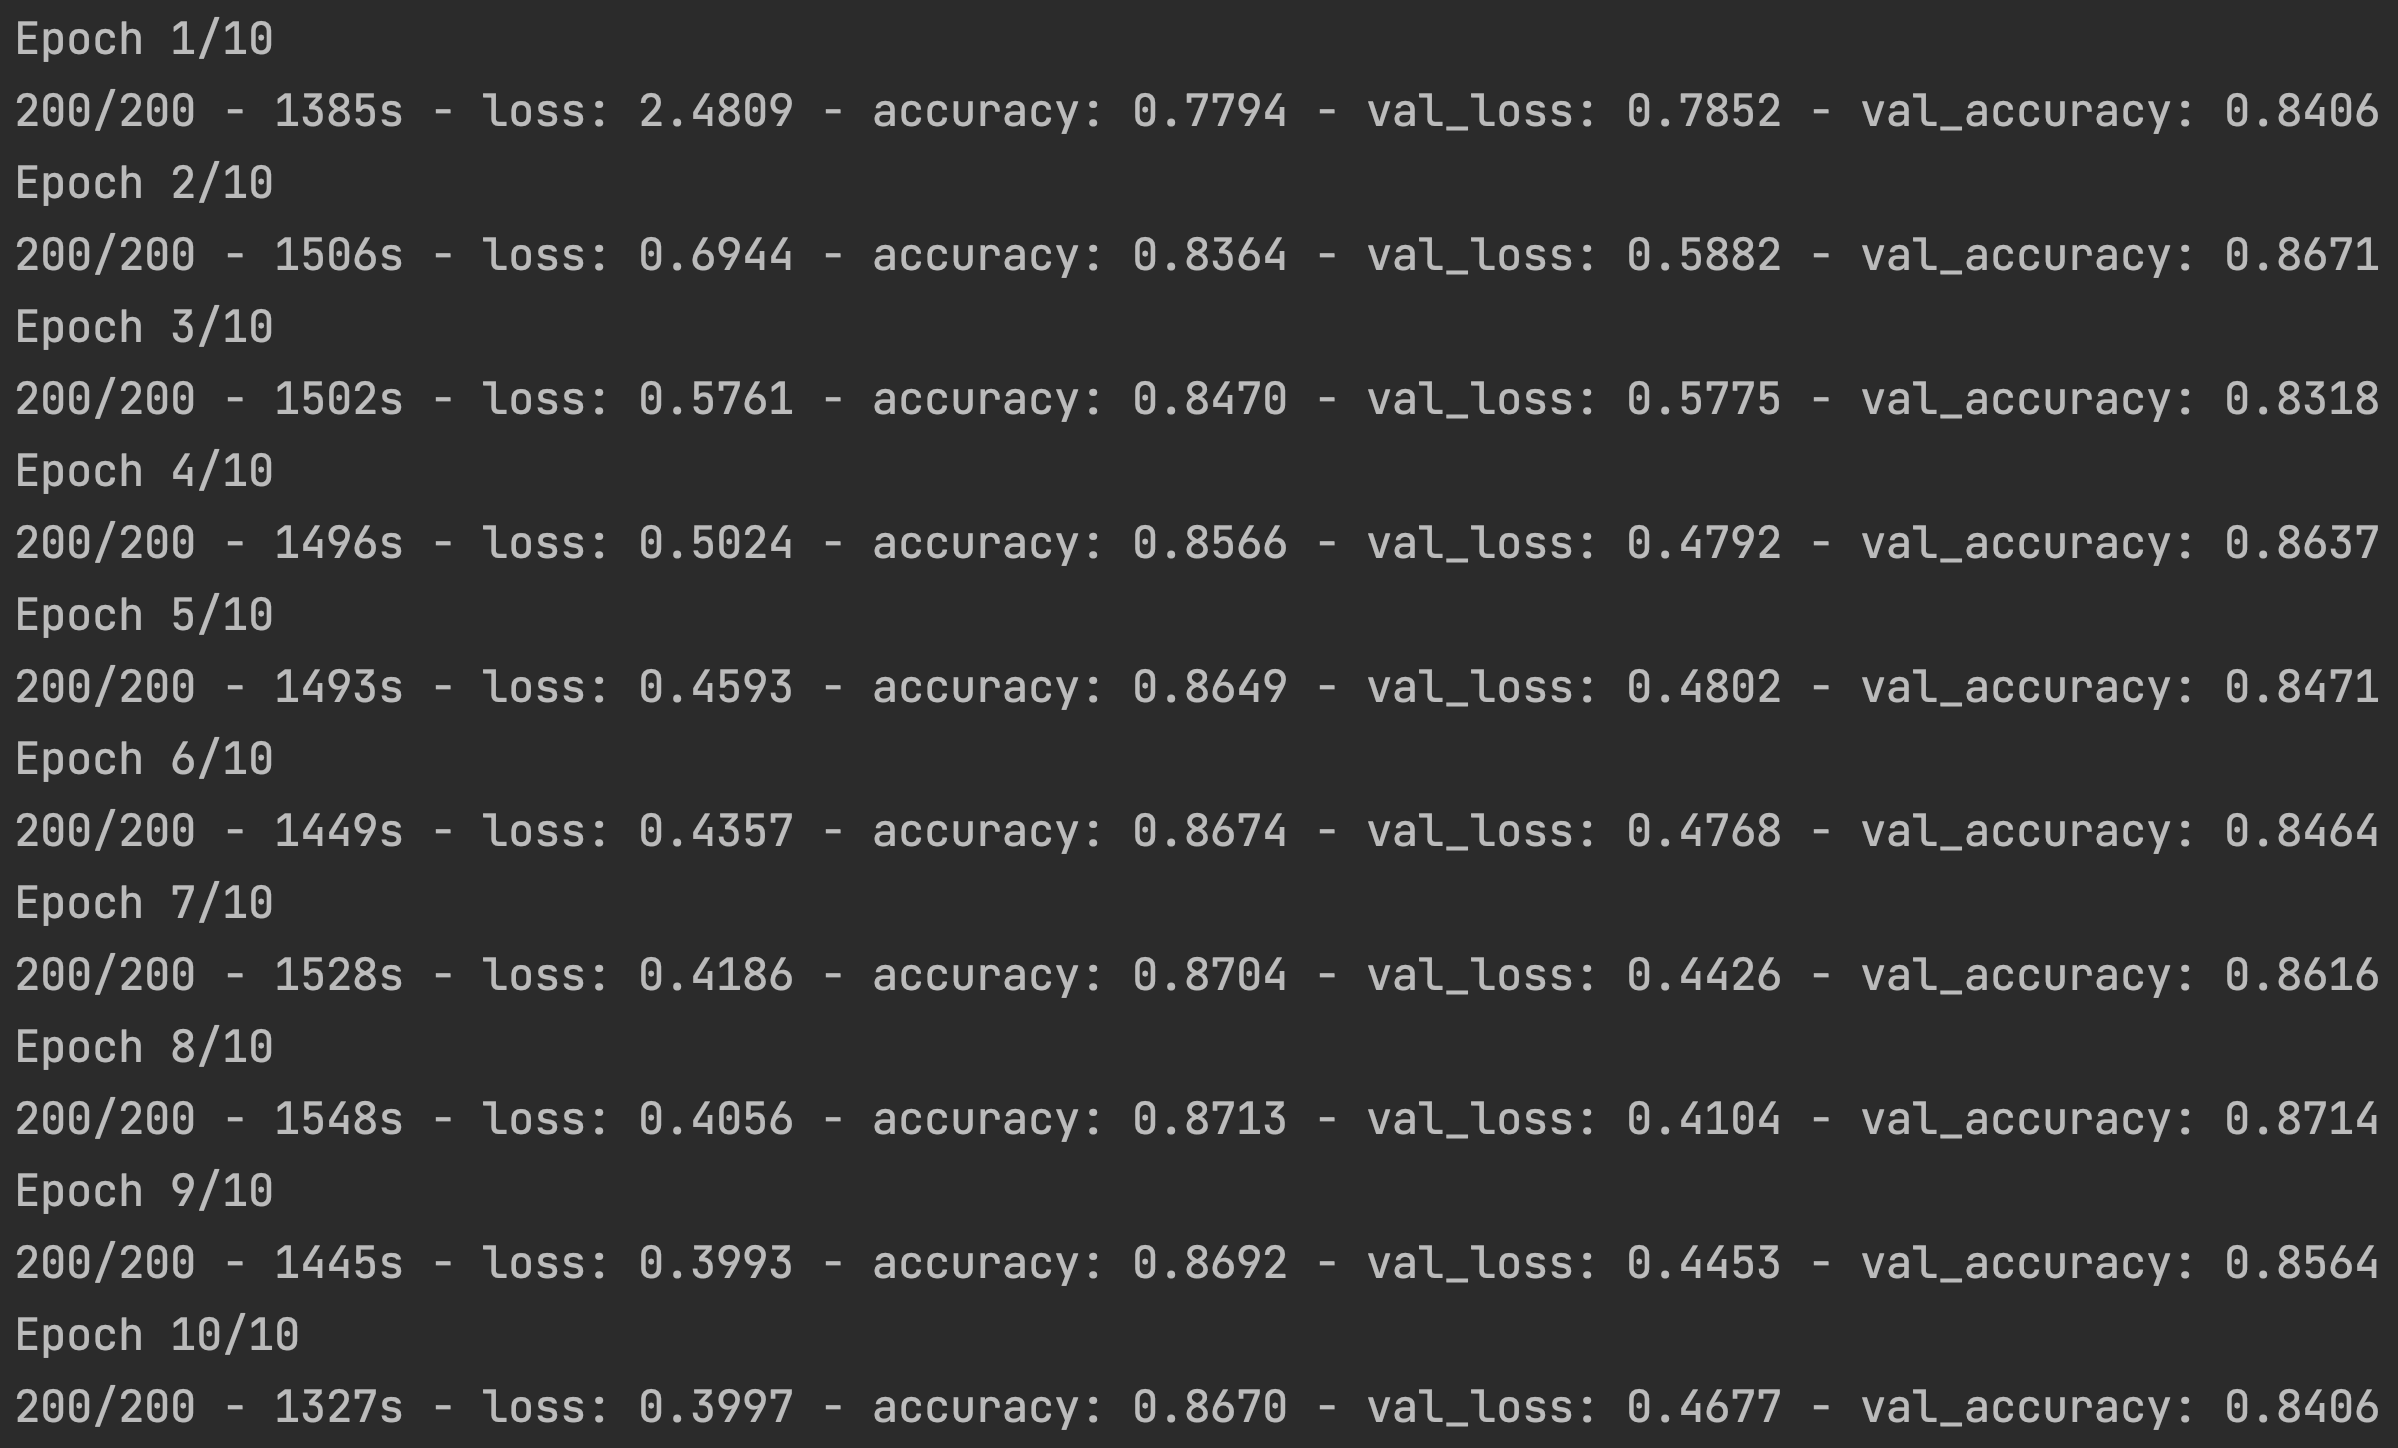 Epoch 1/10
200/200 - 1385s - loss: 2.4809 - accuracy: 0.7794 - val_loss: 0.7852 - val_accuracy: 0.8406
Epoch 2/10
200/200 - 1506s - loss: 0.6944 - accuracy: 0.8364 - val_loss: 0.5882 - val_accuracy: 0.8671
Epoch 3/10
200/200 - 1502s - loss: 0.5761 - accuracy: 0.8470 - val_loss: 0.5775 - val_accuracy: 0.8318
Epoch 4/10
200/200 - 1496s - loss: 0.5024 - accuracy: 0.8566 - val_loss: 0.4792 - val_accuracy: 0.8637
Epoch 5/10
200/200 - 1493s - loss: 0.4593 - accuracy: 0.8649 - val_loss: 0.4802 - val_accuracy: 0.8471
Epoch 6/10
200/200 - 1449s - loss: 0.4357 - accuracy: 0.8674 - val_loss: 0.4768 - val_accuracy: 0.8464
Epoch 7/10
200/200 - 1528s - loss: 0.4186 - accuracy: 0.8704 - val_loss: 0.4426 - val_accuracy: 0.8616
Epoch 8/10
200/200 - 1548s - loss: 0.4056 - accuracy: 0.8713 - val_loss: 0.4104 - val_accuracy: 0.8714
Epoch 9/10
200/200 - 1445s - loss: 0.3993 - accuracy: 0.8692 - val_loss: 0.4453 - val_accuracy: 0.8564
Epoch 10/10
200/200 - 1327s - loss: 0.3997 - accuracy: 0.8670 - val_loss: 0.4677 - val_accuracy: 0.8406